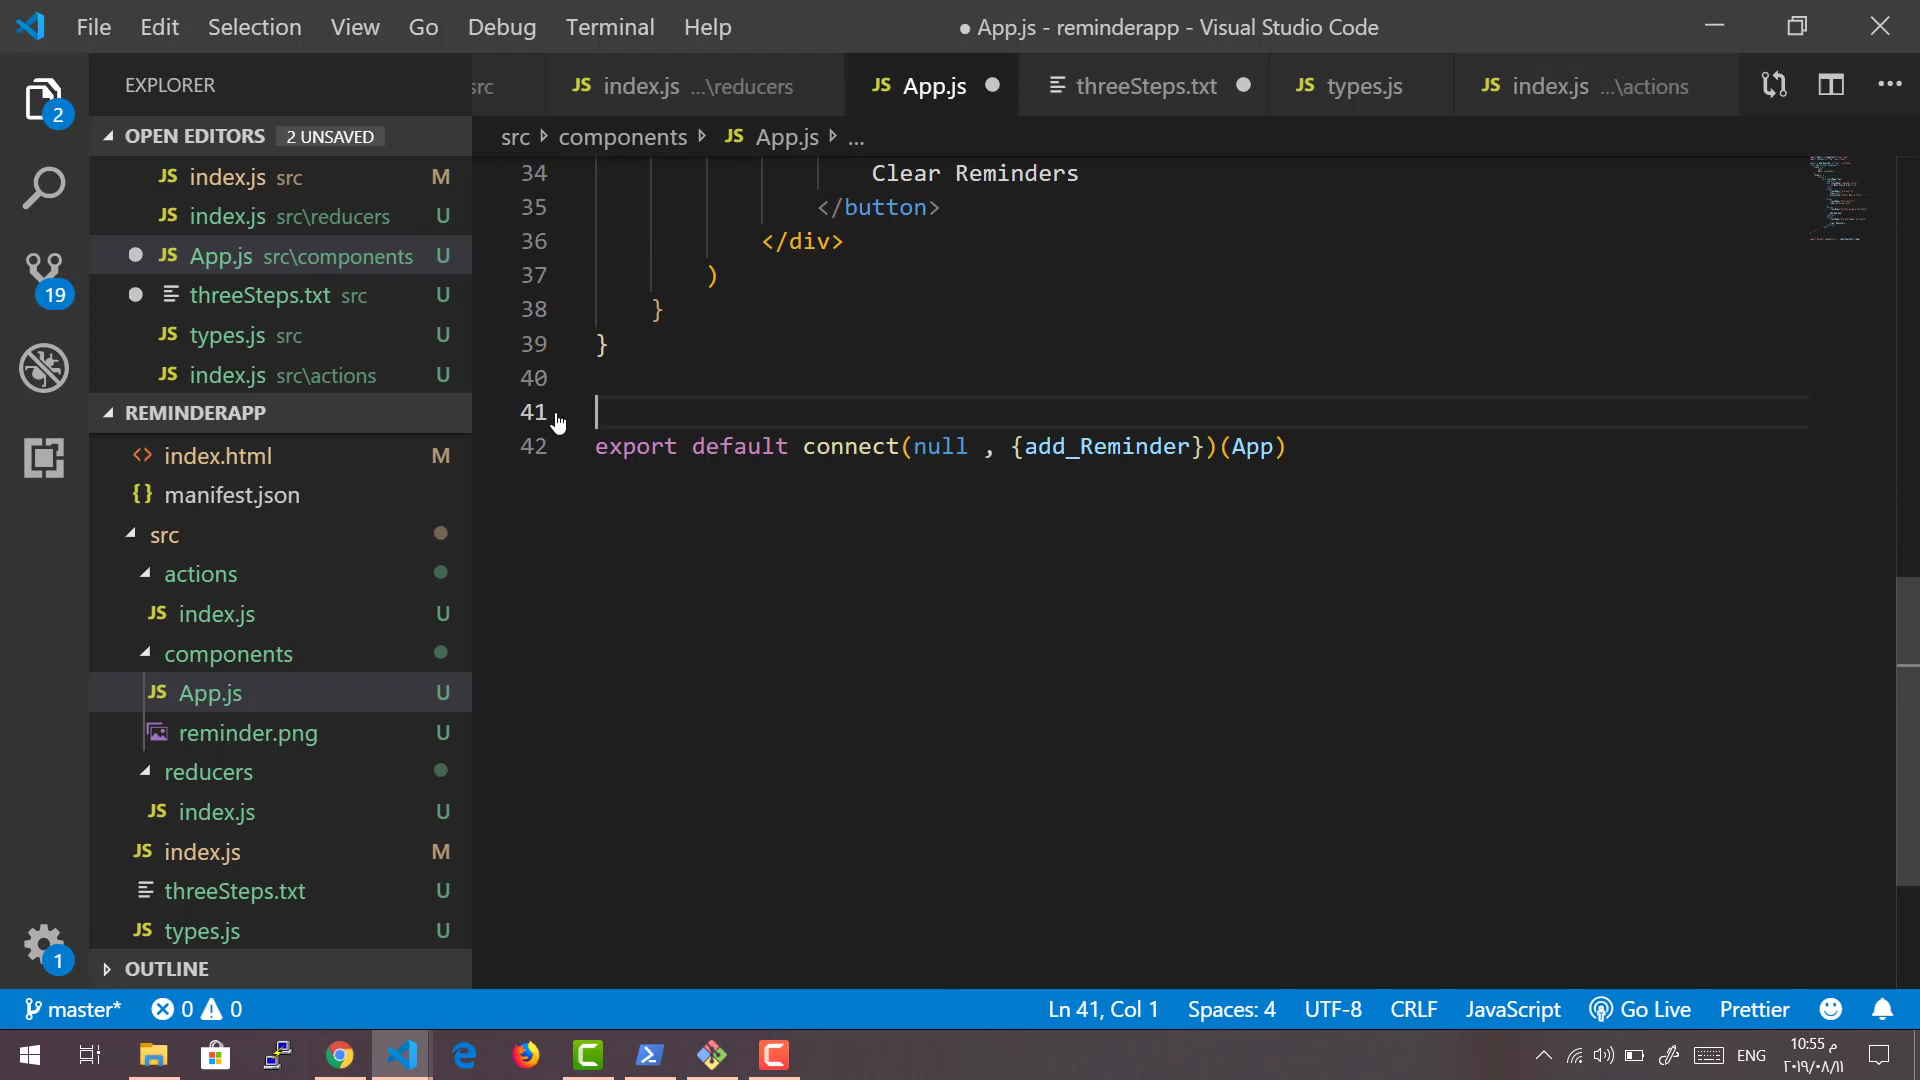 File Edit Selection View Go Debug Terminal Help
● App.js - reminderapp - Visual Studio Code
EXPLORER
src
JS index.js ...\reducers
JS App.js
threeSteps.txt
JS types.js
JS index.js ...\actions
OPEN EDITORS 2 UNSAVED
src components JS App.js ...
JS index.js src M
JS index.js src\reducers U
JS App.js src\components U
threeSteps.txt src U
JS types.js src U
JS index.js src\actions U
REMINDERAPP
<> index.html M
{} manifest.json
src
actions
JS index.js U
components
JS App.js U
reminder.png U
reducers
JS index.js U
JS index.js M
threeSteps.txt U
JS types.js U
OUTLINE
2
19
1
34 Clear Reminders
35 </button>
36 </div>
37 )
38 }
39 }
40
41
42 export default connect(null , {add_Reminder})(App)
master* 0 0
Ln 41, Col 1 Spaces: 4 UTF-8 CRLF JavaScript Go Live Prettier
ENG
10:55 م
٢٠١٩/٠٨/١١